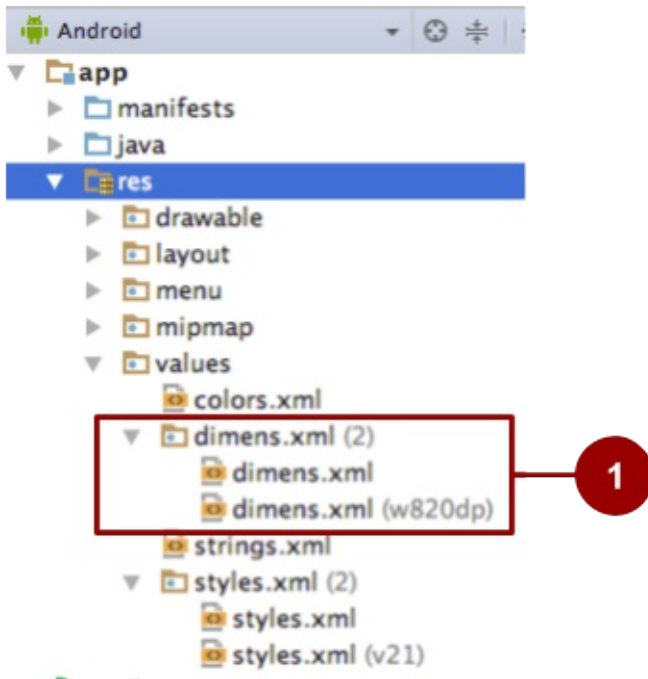 Android
app
manifests
java
res
drawable
layout
menu
mipmap
values
colors.xml
dimens.xml (2)
dimens.xml
dimens.xml (w820dp)
1
strings.xml
styles.xml (2)
styles.xml
styles.xml (v21)